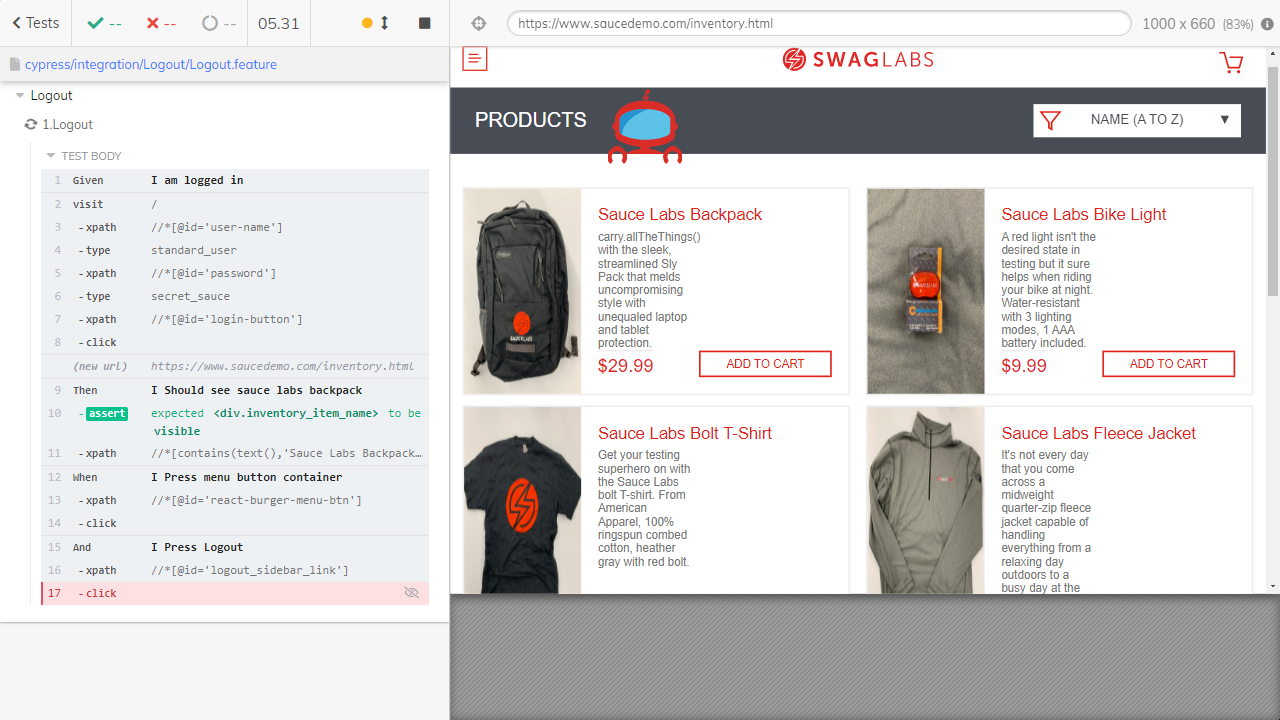 Tests
--
--
--
05.31
https://www.saucedemo.com/inventory.html
1000 x 660 (83%)
cypress/integration/Logout/Logout.feature
Logout
1.Logout
TEST BODY
1 Given I am logged in
2 visit /
3 -xpath //*[@id='user-name']
4 -type standard_user
5 -xpath //*[@id='password']
6 -type secret_sauce
7 -xpath //*[@id='login-button']
8 -click
(new url) https://www.saucedemo.com/inventory.html
9 Then I Should see sauce labs backpack
10 -assert expected <div.inventory_item_name> to be
visible
11 -xpath //*[contains(text(),'Sauce Labs Backpack…
12 When I Press menu button container
13 -xpath //*[@id='react-burger-menu-btn']
14 -click
15 And I Press Logout
16 -xpath //*[@id='logout_sidebar_link']
17 -click
SWAGLABS
PRODUCTS
NAME (A TO Z)
Sauce Labs Backpack
carry.allTheThings()
with the sleek,
streamlined Sly
Pack that melds
uncompromising
style with
unequaled laptop
and tablet
protection.
$29.99
ADD TO CART
Sauce Labs Bike Light
A red light isn't the
desired state in
testing but it sure
helps when riding
your bike at night.
Water-resistant
with 3 lighting
modes, 1 AAA
battery included.
$9.99
ADD TO CART
Sauce Labs Bolt T-Shirt
Get your testing
superhero on with
the Sauce Labs
bolt T-shirt. From
American
Apparel, 100%
ringspun combed
cotton, heather
gray with red bolt.
Sauce Labs Fleece Jacket
It's not every day
that you come
across a
midweight
quarter-zip fleece
jacket capable of
handling
everything from a
relaxing day
outdoors to a
busy day at the